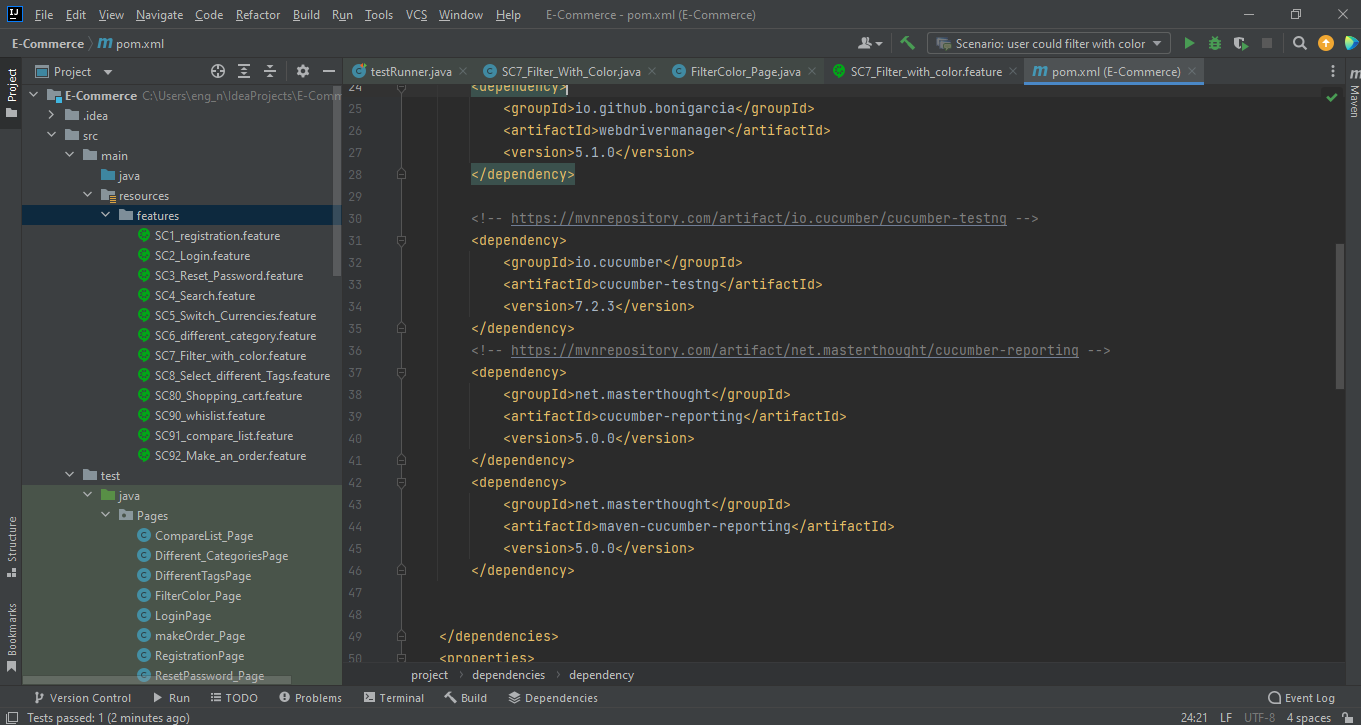 File Edit View Navigate Code Refactor Build Run Tools VCS Window Help E-Commerce - pom.xml (E-Commerce)
E-Commerce pom.xml Scenario: user could filter with color
Project testRunner.java SC7_Filter_With_Color.java FilterColor_Page.java SC7_Filter_with_color.feature pom.xml (E-Commerce)
Project
Maven
E-Commerce C:\Users\eng_n\IdeaProjects\E-Comm
.idea
src
main
java
resources
features
SC1_registration.feature
SC2_Login.feature
SC3_Reset_Password.feature
SC4_Search.feature
SC5_Switch_Currencies.feature
SC6_different_category.feature
SC7_Filter_with_color.feature
SC8_Select_different_Tags.feature
SC80_Shopping_cart.feature
SC90_whislist.feature
SC91_compare_list.feature
SC92_Make_an_order.feature
test
java
Pages
CompareList_Page
Different_CategoriesPage
DifferentTagsPage
FilterColor_Page
LoginPage
makeOrder_Page
RegistrationPage
ResetPassword_Page
Structure
Bookmarks
24 <dependency>
25 <groupId>io.github.bonigarcia</groupId>
26 <artifactId>webdrivermanager</artifactId>
27 <version>5.1.0</version>
28 </dependency>
29
30 <!-- https://mvnrepository.com/artifact/io.cucumber/cucumber-testng -->
31 <dependency>
32 <groupId>io.cucumber</groupId>
33 <artifactId>cucumber-testng</artifactId>
34 <version>7.2.3</version>
35 </dependency>
36 <!-- https://mvnrepository.com/artifact/net.masterthought/cucumber-reporting -->
37 <dependency>
38 <groupId>net.masterthought</groupId>
39 <artifactId>cucumber-reporting</artifactId>
40 <version>5.0.0</version>
41 </dependency>
42 <dependency>
43 <groupId>net.masterthought</groupId>
44 <artifactId>maven-cucumber-reporting</artifactId>
45 <version>5.0.0</version>
46 </dependency>
47
48
49 </dependencies>
50 <properties>
project dependencies dependency
Version Control Run TODO Problems Terminal Build Dependencies Event Log
Tests passed: 1 (2 minutes ago) 24:21 LF UTF-8 4 spaces